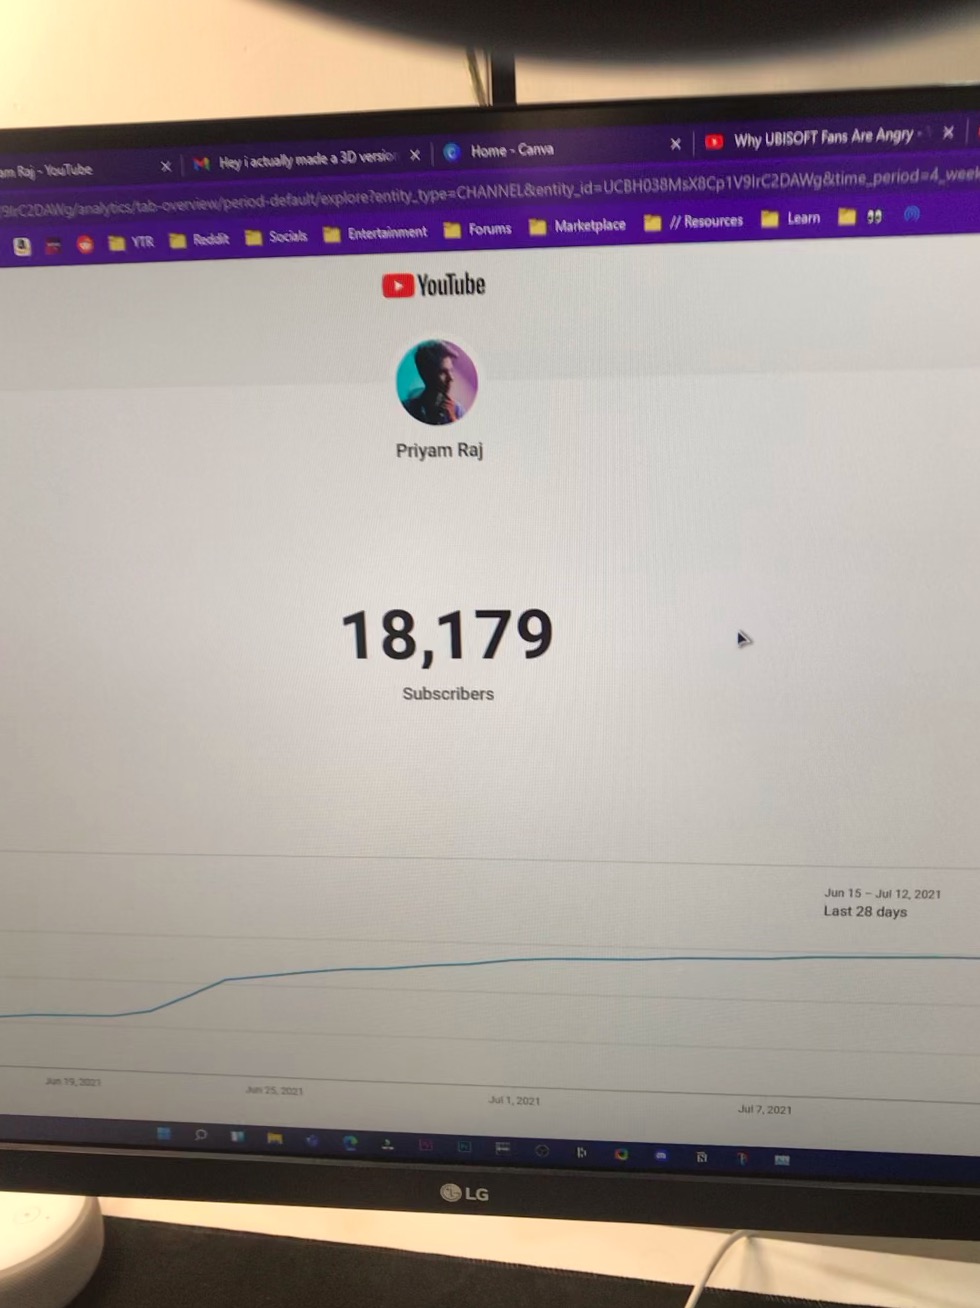 am Raj - YouTube
Hey i actually made a 3D versio
Home - Canva
Why UBISOFT Fans Are Angry -
9IrC2DAWg/analytics/tab-overview/period-default/explore?entity_type=CHANNEL&entity_id=UCBH038MsX8Cp1V9IrC2DAWg&time_period=4_week
YTR
Reddit
Socials
Entertainment
Forums
Marketplace
// Resources
Learn
YouTube
Priyam Raj
18,179
Subscribers
Jun 15 – Jul 12, 2021
Last 28 days
Jun 19, 2021
Jun 25, 2021
Jul 1, 2021
Jul 7, 2021
LG